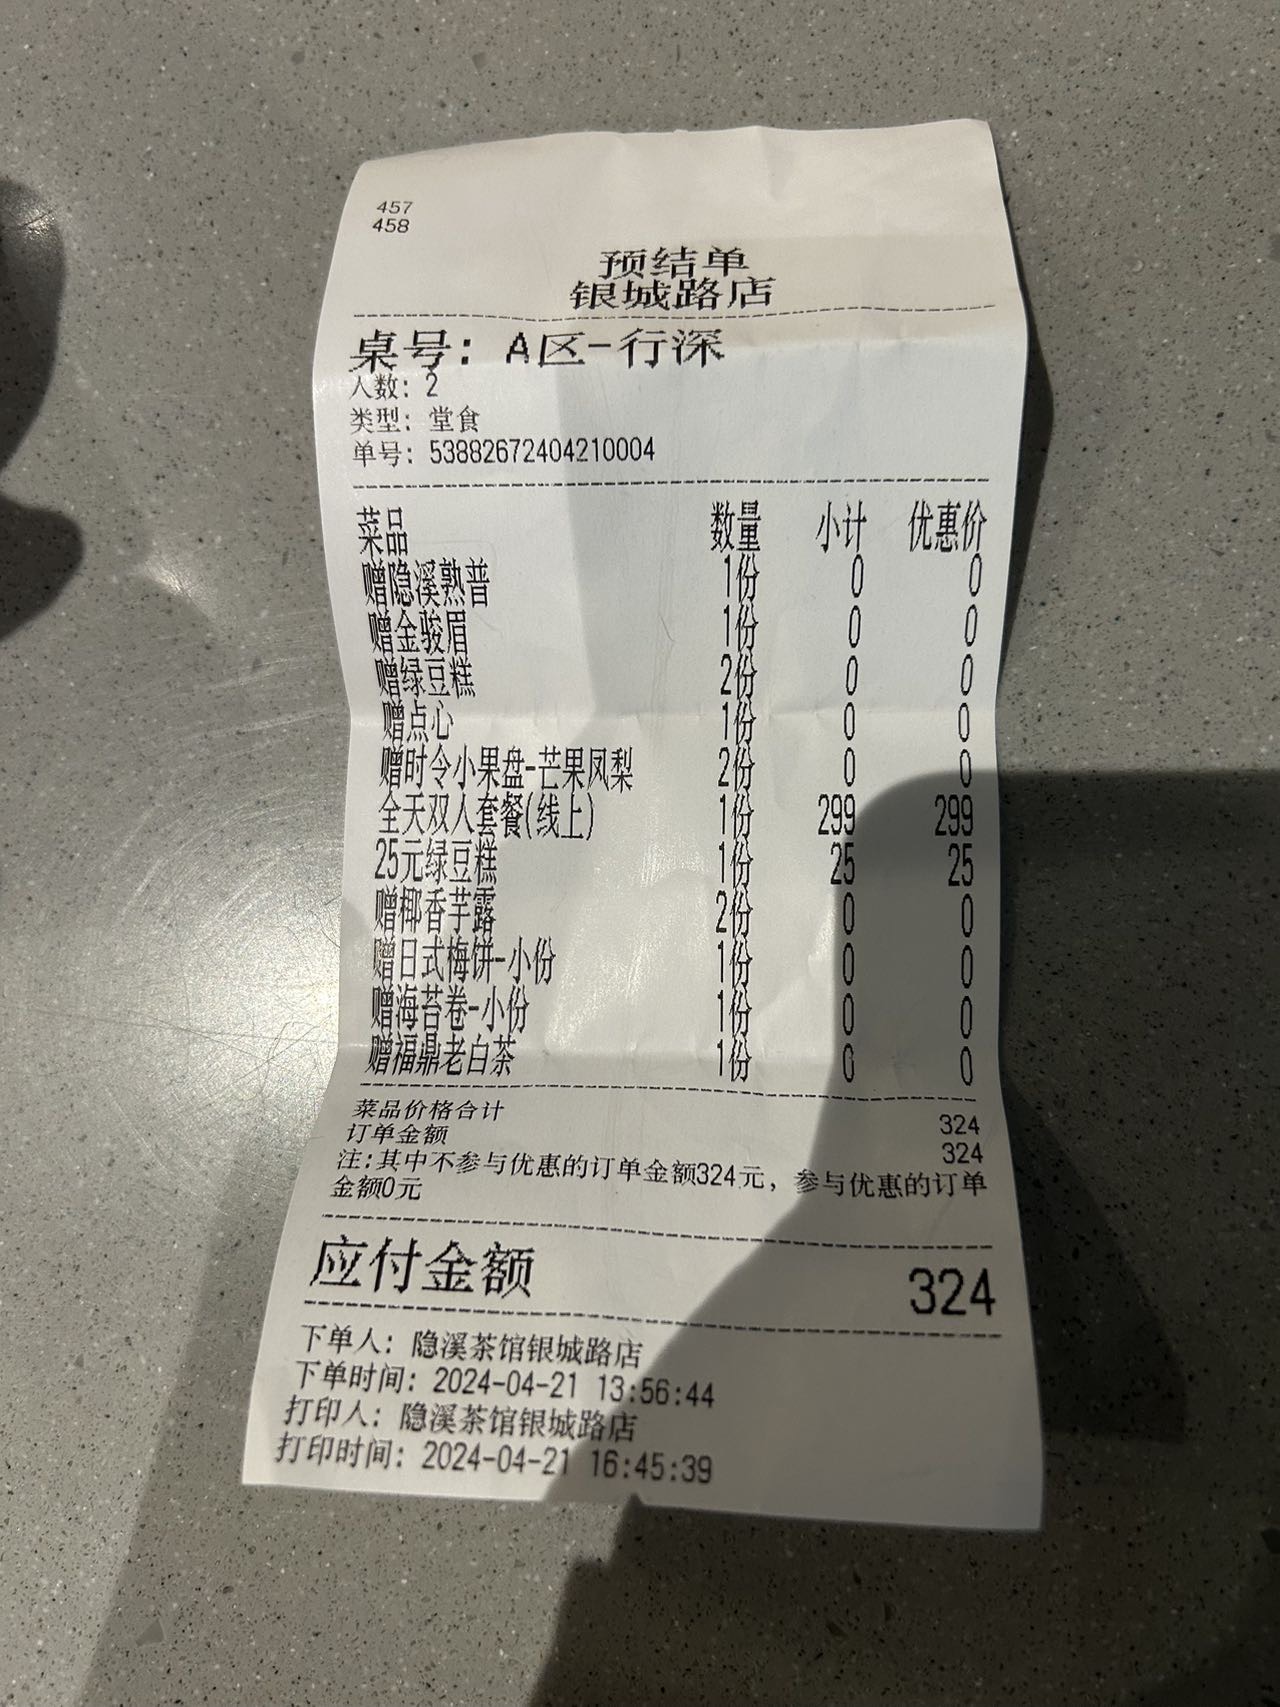 457
458
预结单
银城路店
桌号: A区-行深
人数: 2
类型: 堂食
单号: 53882672404210004
菜品 数量 小计 优惠价
赠隐溪熟普 1份 0 0
赠金骏眉 1份 0 0
赠绿豆糕 2份 0 0
赠点心 1份 0 0
赠时令小果盘-芒果凤梨 2份 0 0
全天双人套餐(线上) 1份 299 299
25元绿豆糕 1份 25 25
赠椰香芋露 2份 0 0
赠日式梅饼-小份 1份 0 0
赠海苔卷-小份 1份 0 0
赠福鼎老白茶 1份 0 0
菜品价格合计 324
订单金额 324
注:其中不参与优惠的订单金额324元, 参与优惠的订单
金额0元
应付金额 324
下单人: 隐溪茶馆银城路店
下单时间: 2024-04-21 13:56:44
打印人: 隐溪茶馆银城路店
打印时间: 2024-04-21 16:45:39